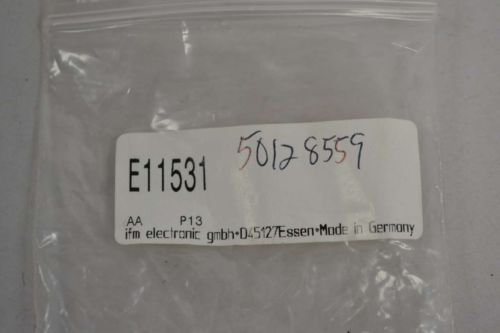 E11531 50128559
AA P13
ifm electronic gmbh•D45127Essen•Made in Germany